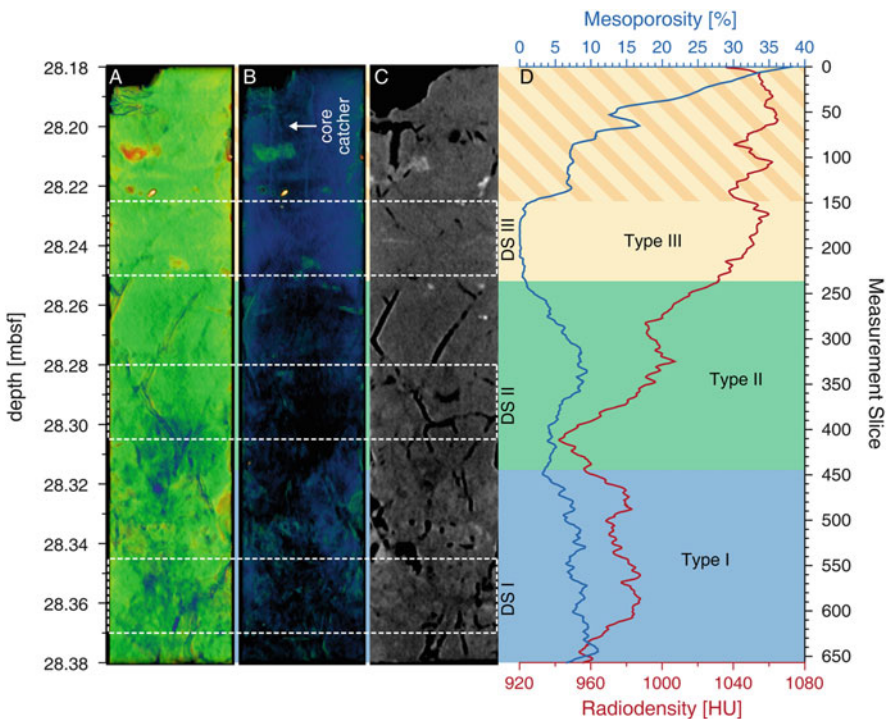 Mesoporosity [%]
0 5 10 15 20 25 30 35 40
A B C D
28.18
28.20
28.22
28.24
28.26
28.28
28.30
28.32
28.34
28.36
28.38
depth [mbsf]
core
catcher
DS III
DS II
DS I
Type III
Type II
Type I
0
50
100
150
200
250
300
350
400
450
500
550
600
650
Measurement Slice
920 960 1000 1040 1080
Radiodensity [HU]